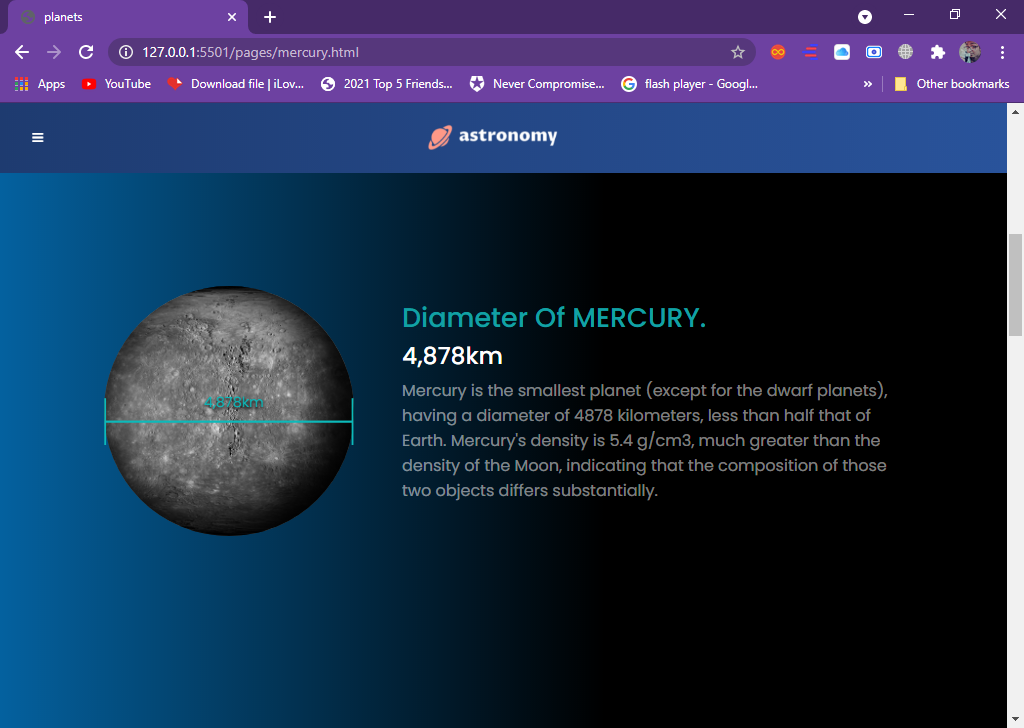 planets
127.0.0.1:5501/pages/mercury.html
Apps
YouTube
Download file | iLov...
2021 Top 5 Friends...
Never Compromise...
flash player - Googl...
»
Other bookmarks
astronomy
Diameter Of MERCURY.
4,878km
4,878km
Mercury is the smallest planet (except for the dwarf planets),
having a diameter of 4878 kilometers, less than half that of
Earth. Mercury's density is 5.4 g/cm3, much greater than the
density of the Moon, indicating that the composition of those
two objects differs substantially.